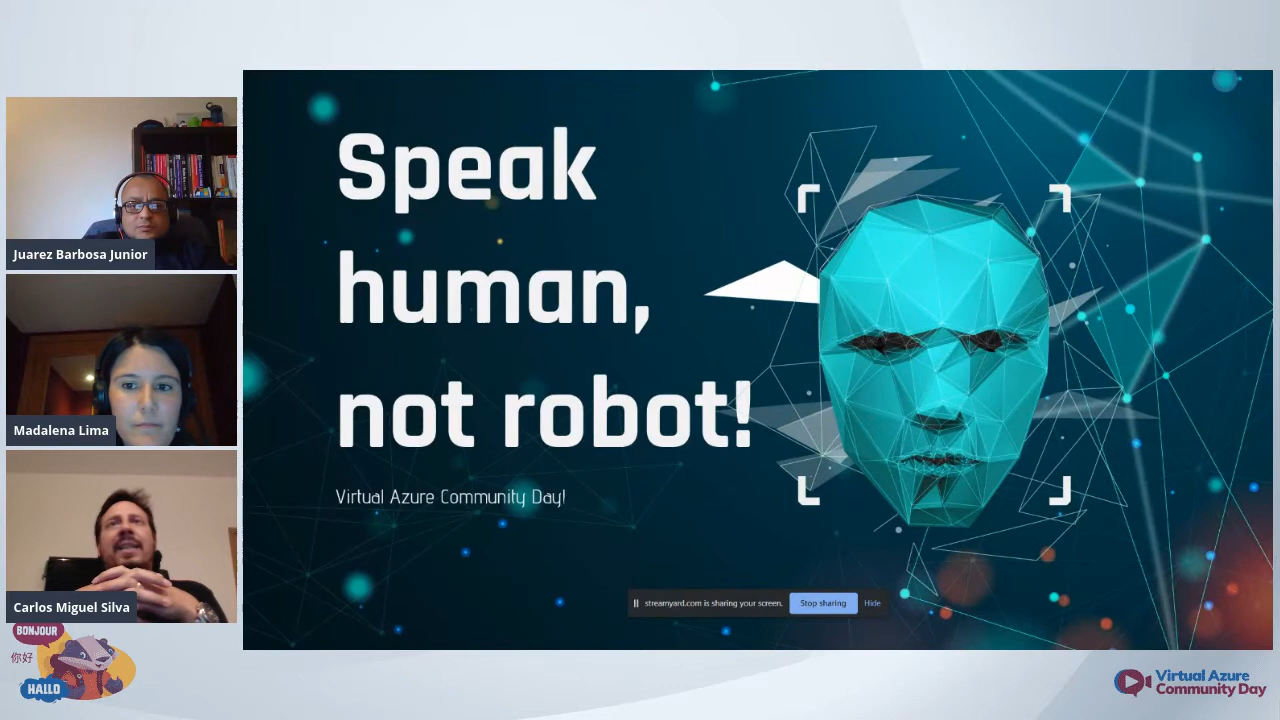 Juarez Barbosa Junior
Madalena Lima
Carlos Miguel Silva
Speak
human,
not robot!
Virtual Azure Community Day!
streamyard.com is sharing your screen. Stop sharing Hide
BONJOUR
你好
HALLO
Virtual Azure
Community Day